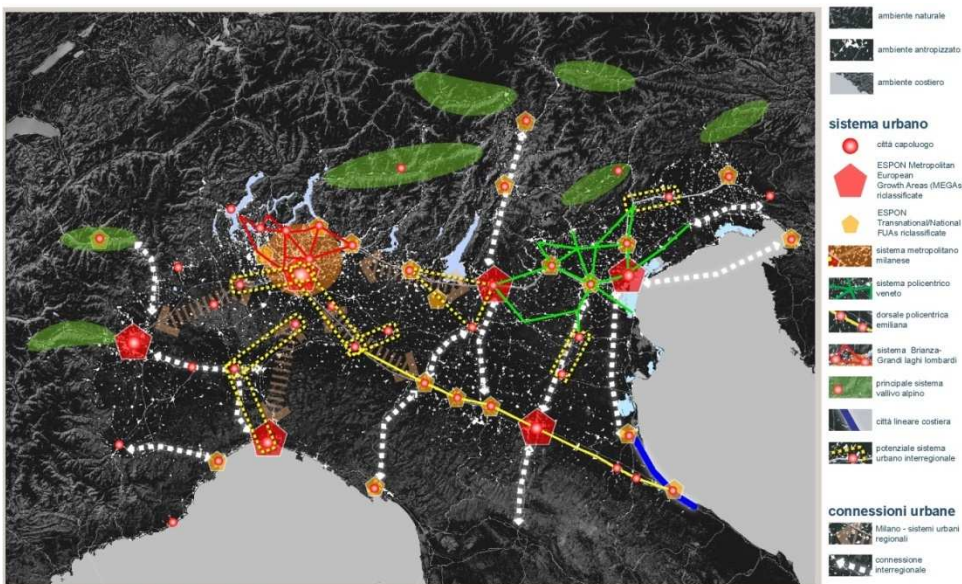 ambiente naturale
ambiente antropizzato
ambiente costiero
sistema urbano
città capoluogo
ESPON Metropolitan
European
Growth Areas (MEGAs
riclassificate
ESPON
Transnational/National
FUAs riclassificate
sistema metropolitano
milanese
sistema policentrico
veneto
dorsale policentrica
emiliana
sistema Brianza-
Grandi laghi lombardi
principale sistema
vallivo alpino
città lineare costiera
potenziale sistema
urbano interregionale
connessioni urbane
Milano - sistemi urbani
regionali
connessione
interregionale